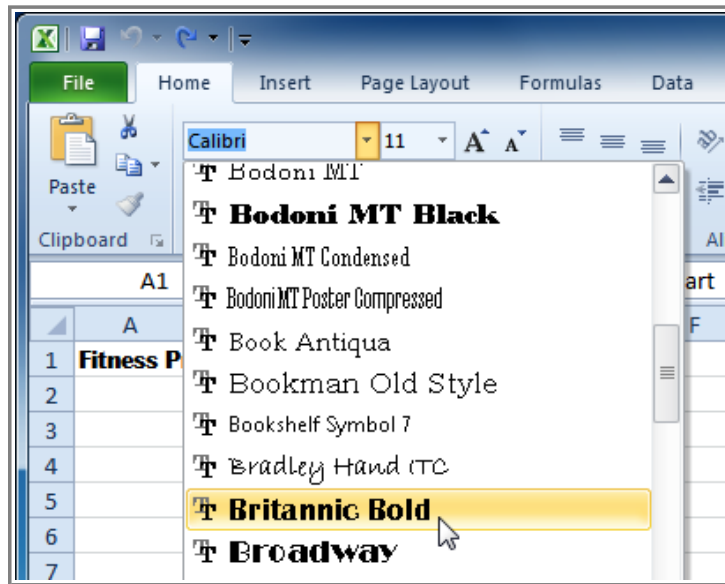 File Home Insert Page Layout Formulas Data
Calibri 11 A A
Paste
Clipboard
Al
A1
art
A
F
Bodoni MT
Bodoni MT Black
Bodoni MT Condensed
Bodoni MT Poster Compressed
Book Antiqua
Bookman Old Style
Bookshelf Symbol 7
Bradley Hand ITC
Britannic Bold
Broadway
1 Fitness P
2
3
4
5
6
7